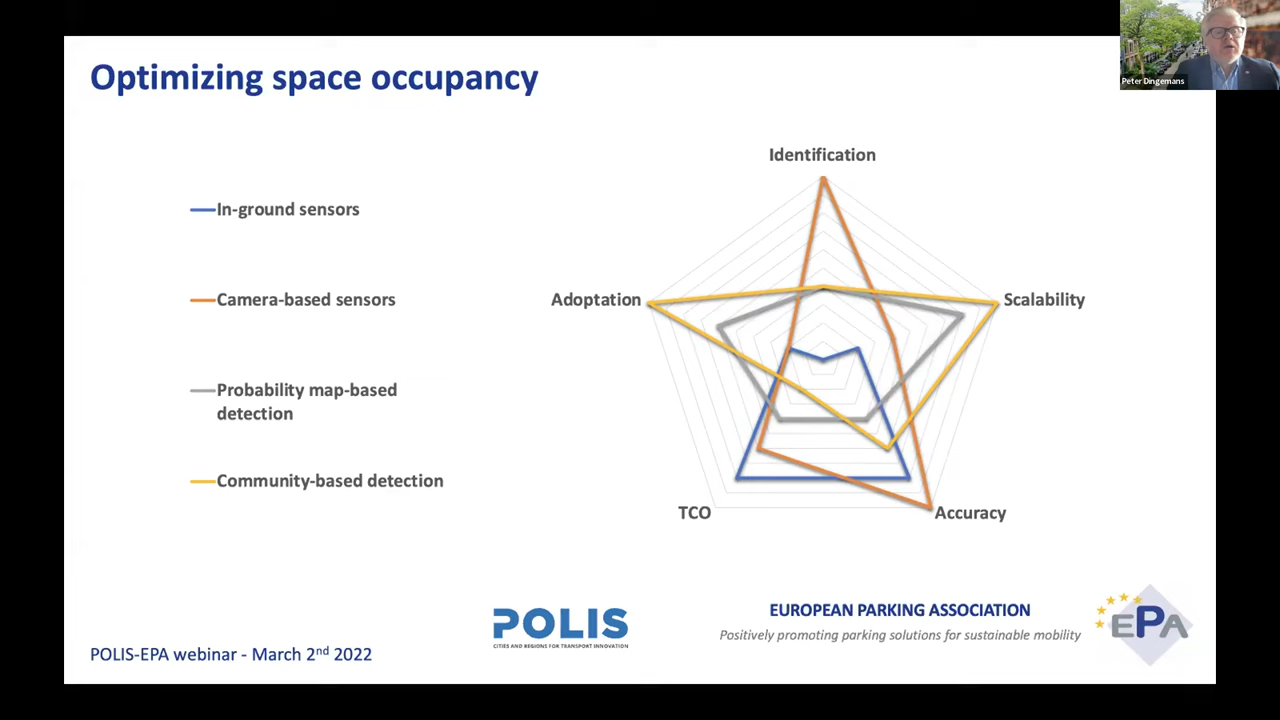 Peter Dingemans
Optimizing space occupancy
In-ground sensors
Camera-based sensors
Probability map-based
detection
Community-based detection
Identification
Adoptation
Scalability
TCO
Accuracy
POLIS-EPA webinar - March 2nd 2022
POLIS
CITIES AND REGIONS FOR TRANSPORT INNOVATION
EUROPEAN PARKING ASSOCIATION
Positively promoting parking solutions for sustainable mobility
EPA